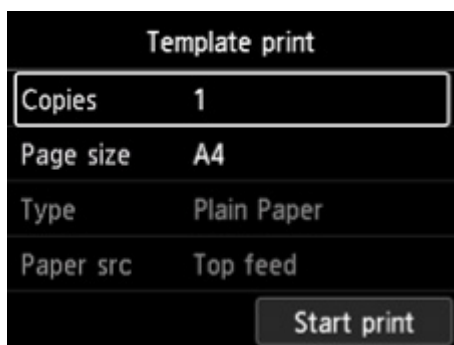 Template print
Copies 1
Page size A4
Type Plain Paper
Paper src Top feed
Start print